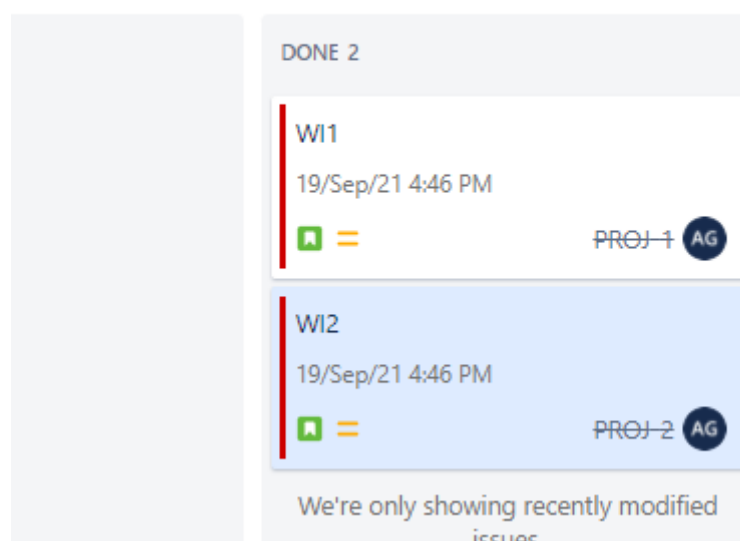 DONE 2
WI1
19/Sep/21 4:46 PM
PROJ-1 AG
WI2
19/Sep/21 4:46 PM
PROJ-2 AG
We're only showing recently modified
issues